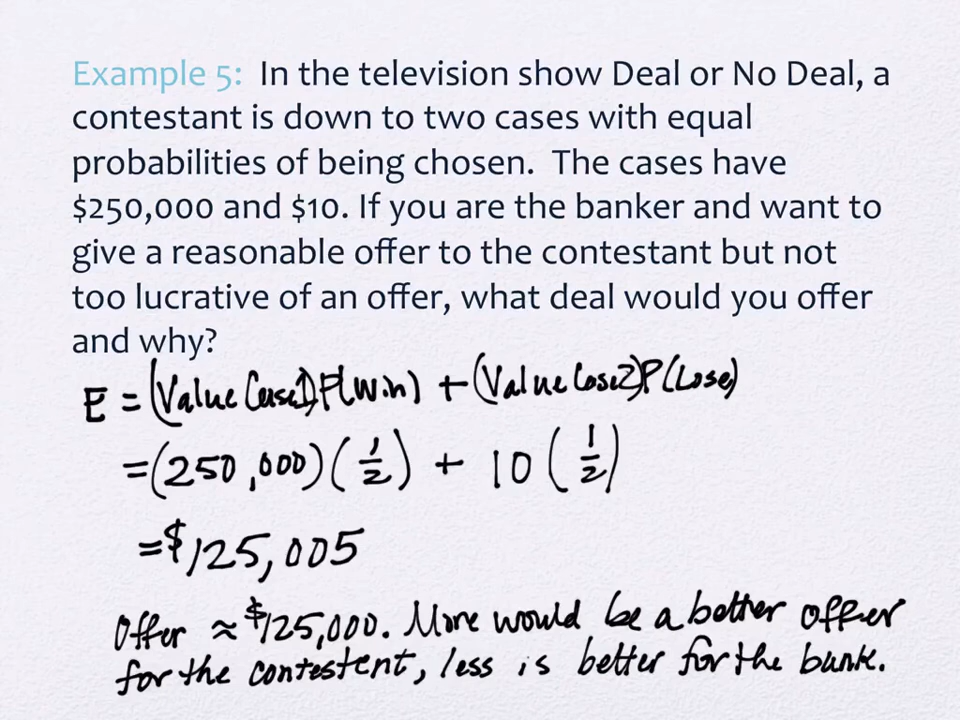 Example 5: In the television show Deal or No Deal, a
contestant is down to two cases with equal
probabilities of being chosen. The cases have
$250,000 and $10. If you are the banker and want to
give a reasonable offer to the contestant but not
too lucrative of an offer, what deal would you offer
and why?
E = (Value Case 1)P(Win) + (Value Case 2)P(Lose)
= (250,000)(1/2) + 10(1/2)
= $125,005
Offer ≈ $125,000. More would be a better offer
for the contestent, less is better for the bank.